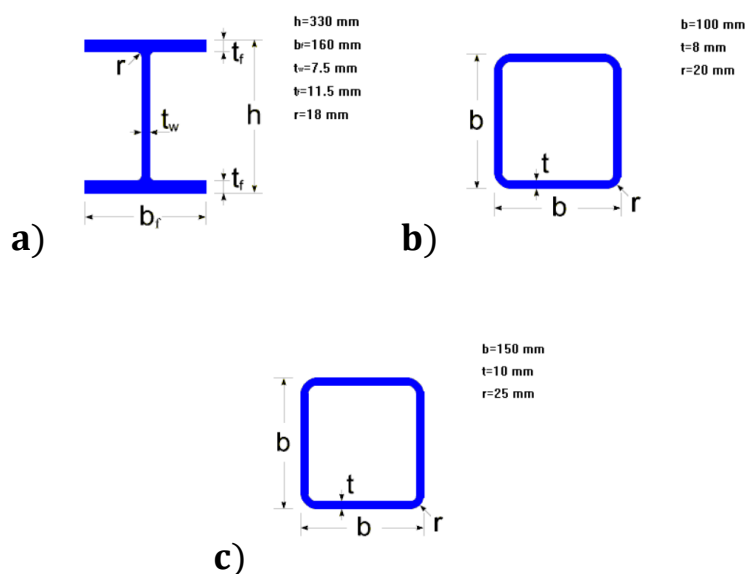 h=330 mm
bf=160 mm
tw=7.5 mm
tf=11.5 mm
r=18 mm
tf
r
tw
h
tf
bf
a)
b=100 mm
t=8 mm
r=20 mm
b
t
b
r
b)
b=150 mm
t=10 mm
r=25 mm
b
t
b
r
c)